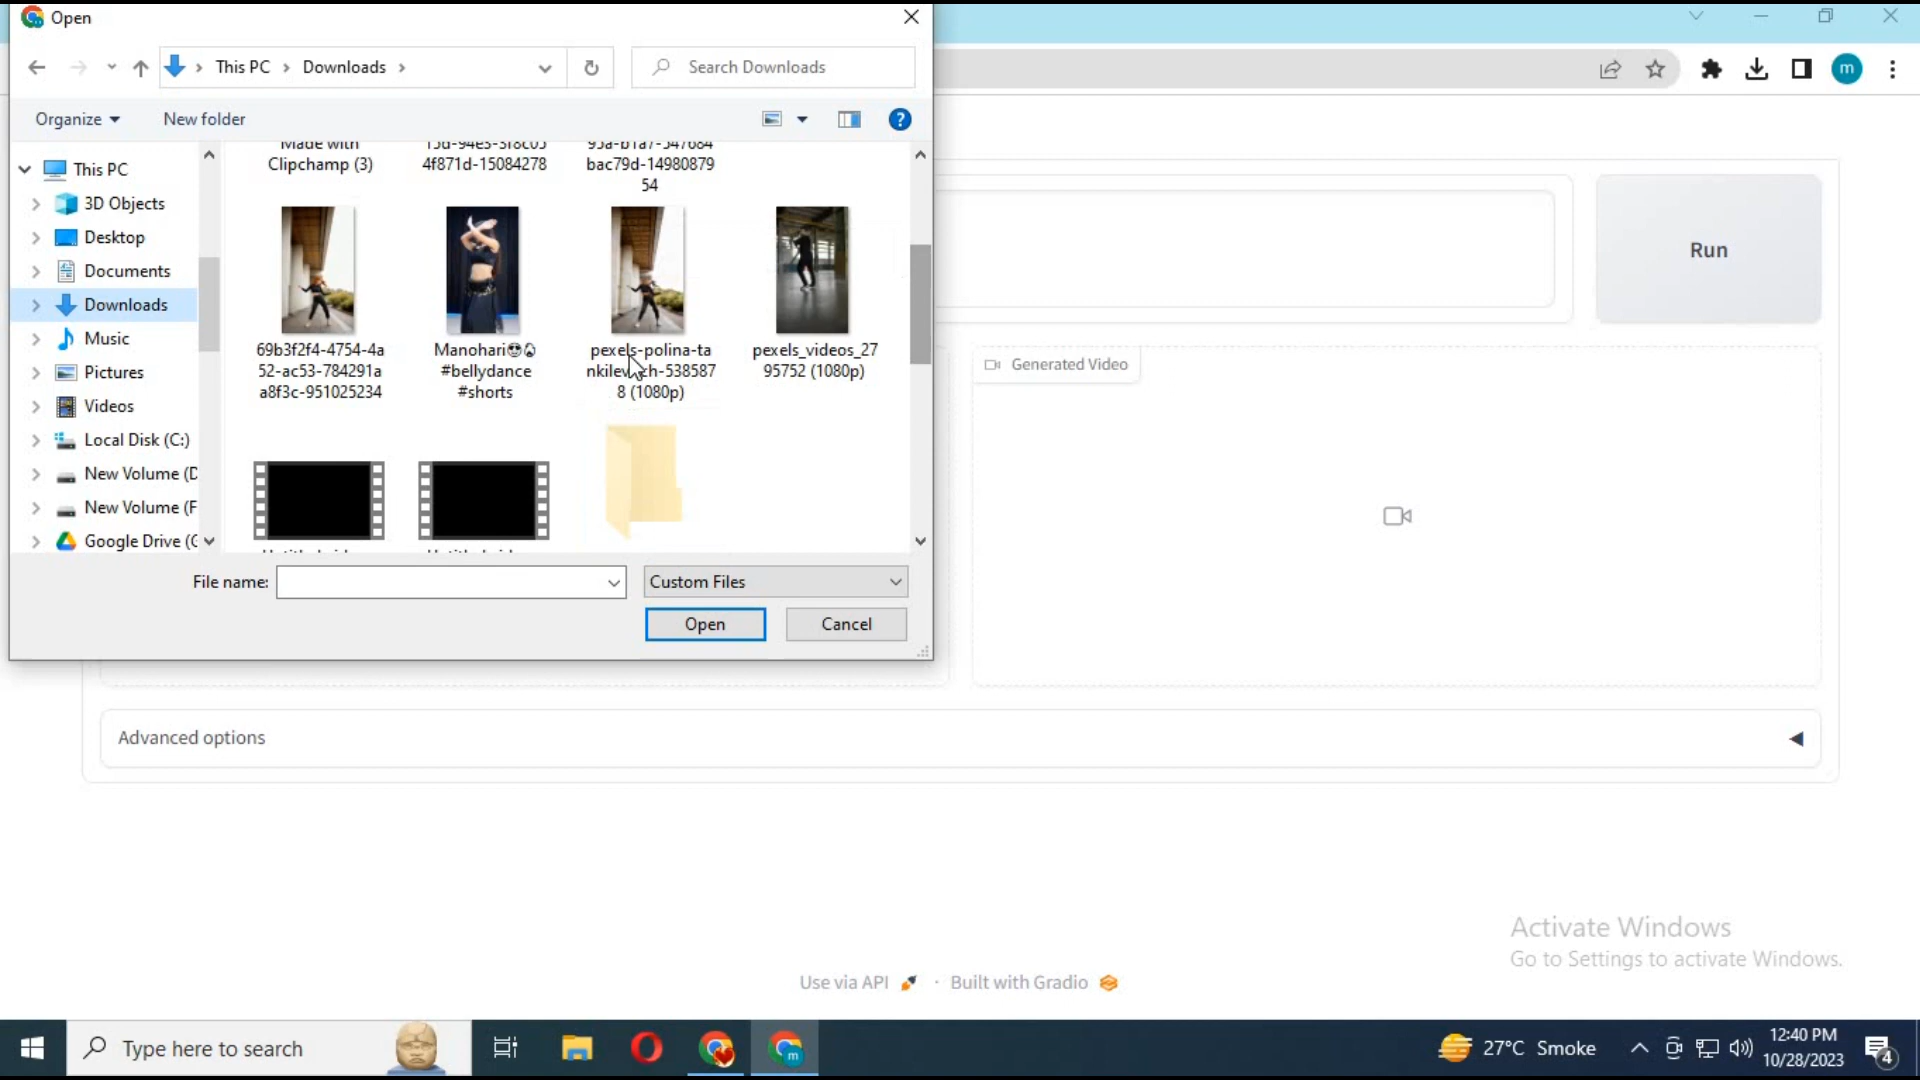 Open
This PC
Downloads
Search Downloads
m
Organize
New folder
Made with
Clipchamp (3)
4f871d-15084278
bac79d-14980879
54
This PC
3D Objects
Desktop
Documents
Downloads
Music
Pictures
Videos
Local Disk (C:)
New Volume (D
New Volume (F
Google Drive (G
69b3f2f4-4754-4a
52-ac53-784291a
a8f3c-951025234
Manohari😎
#bellydance
#shorts
pexels-polina-ta
8 (1080p)
pexels_videos_27
95752 (1080p)
File name:
Custom Files
Open
Cancel
Run
Generated Video
Advanced options
Activate Windows
Go to Settings to activate Windows.
Use via API 🚀 · Built with Gradio
Type here to search
m
27°C Smoke
12:40 PM
10/28/2023
4